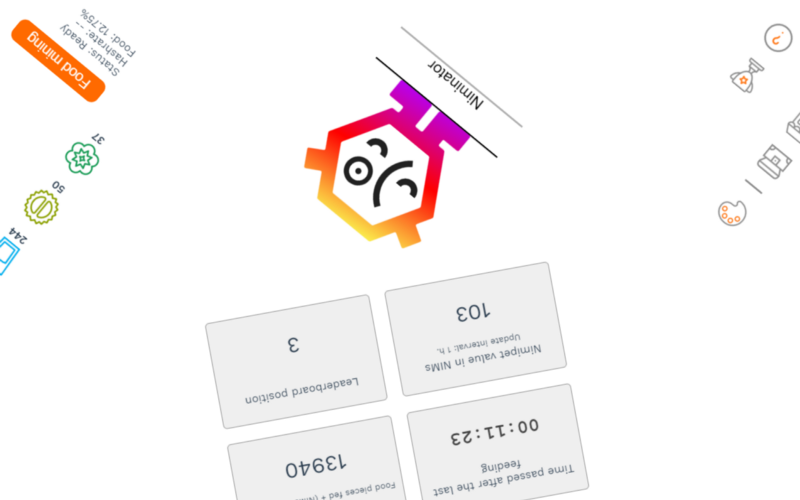 Food mining
Status: Ready
Hashrate: --
Food: 12.75%
37
50
244
Niminator
Time passed after the last
feeding
00:11:23
Food pieces fed +
13940
Nimipet value in NIMs
Update interval: 1 h.
103
Leaderboard position
3